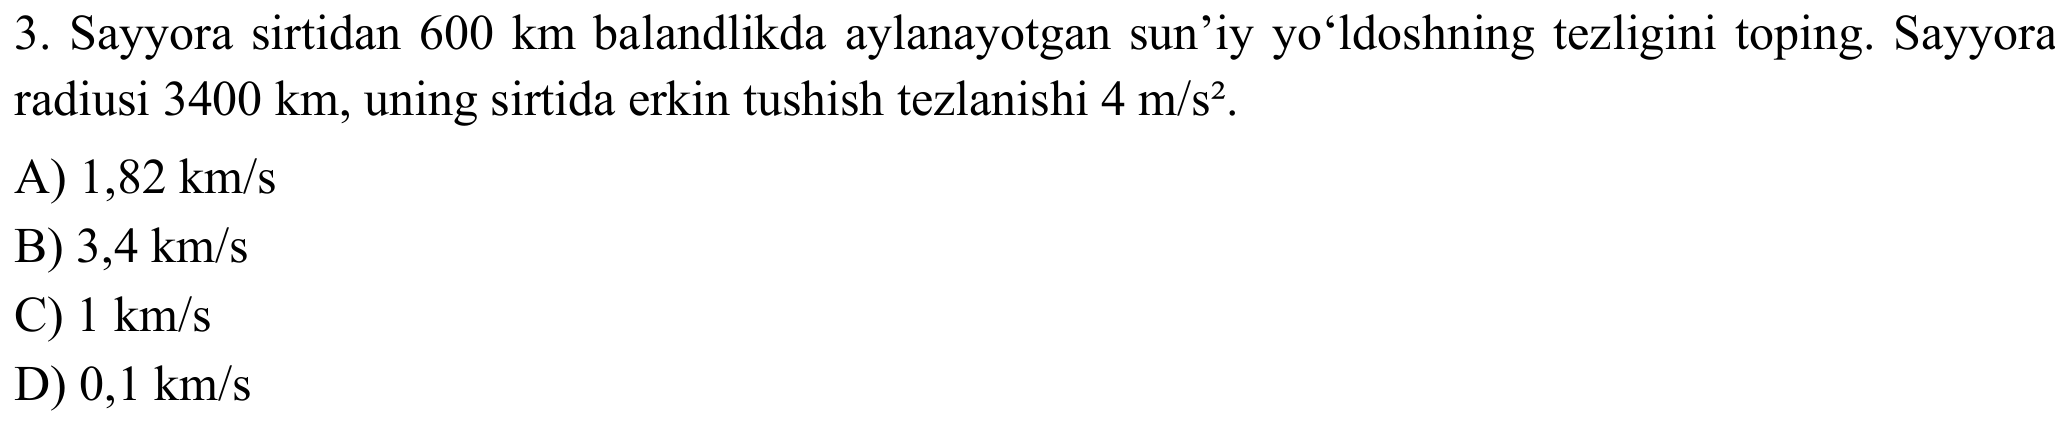 3. Sayyora sirtidan 600 km balandlikda aylanayotgan sun’iy yo‘ldoshning tezligini toping. Sayyora
radiusi 3400 km, uning sirtida erkin tushish tezlanishi 4 m/s².
A) 1,82 km/s
B) 3,4 km/s
C) 1 km/s
D) 0,1 km/s